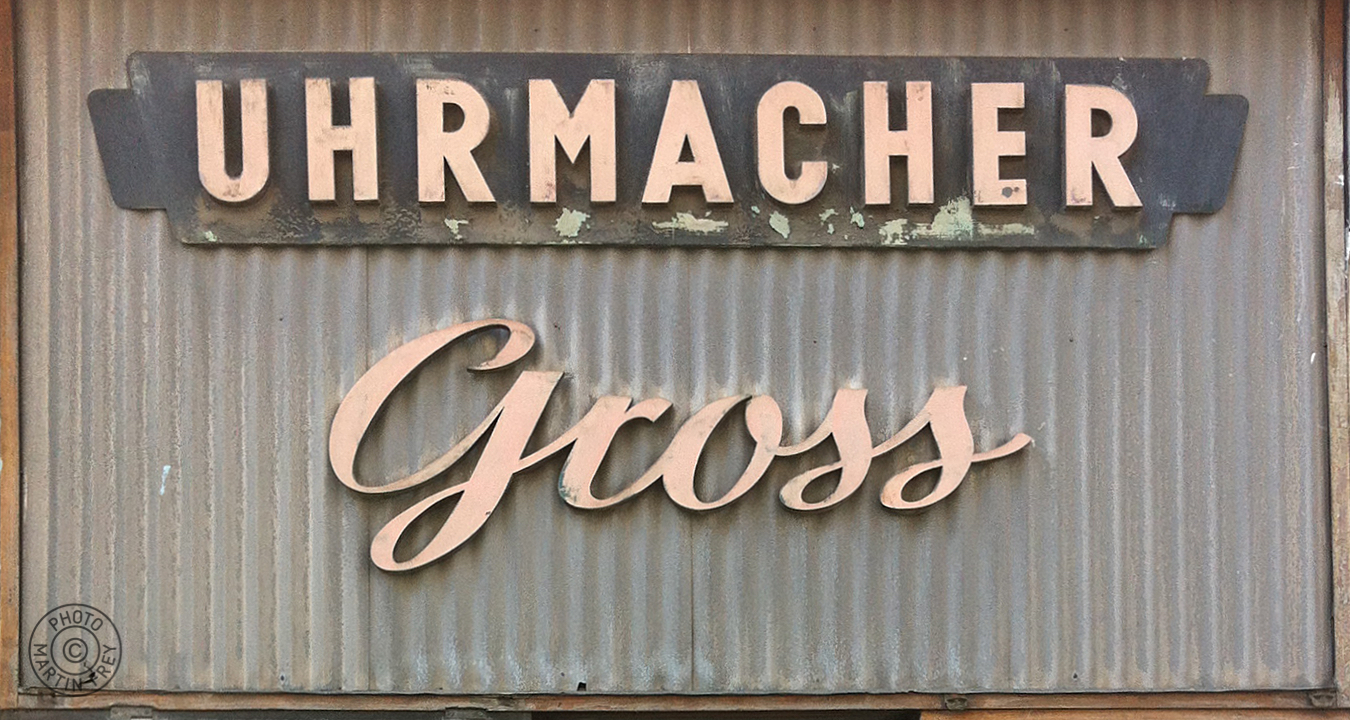 UHRMACHER
Gross
PHOTO
©
MARTIN FREY